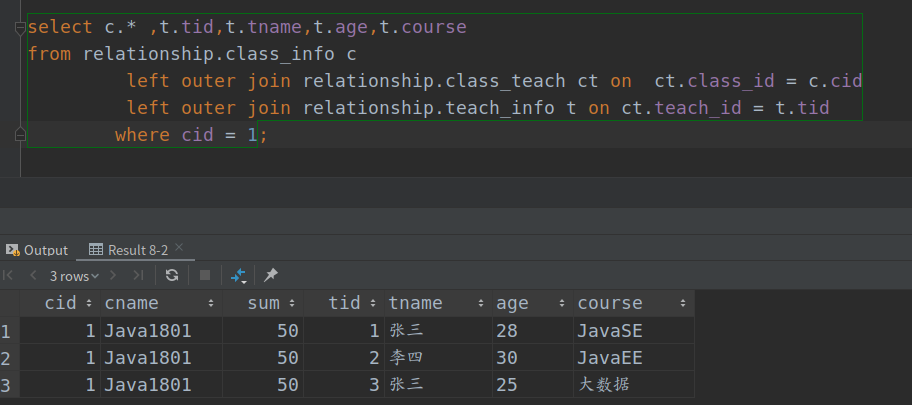 select c.* ,t.tid,t.tname,t.age,t.course
from relationship.class_info c
left outer join relationship.class_teach ct on  ct.class_id = c.cid
left outer join relationship.teach_info t on ct.teach_id = t.tid
where cid = 1;
Output Result 8-2
3 rows
cid cname sum tid tname age course
1 1 Java1801 50 1 张三 28 JavaSE
2 1 Java1801 50 2 李四 30 JavaEE
3 1 Java1801 50 3 张三 25 大数据